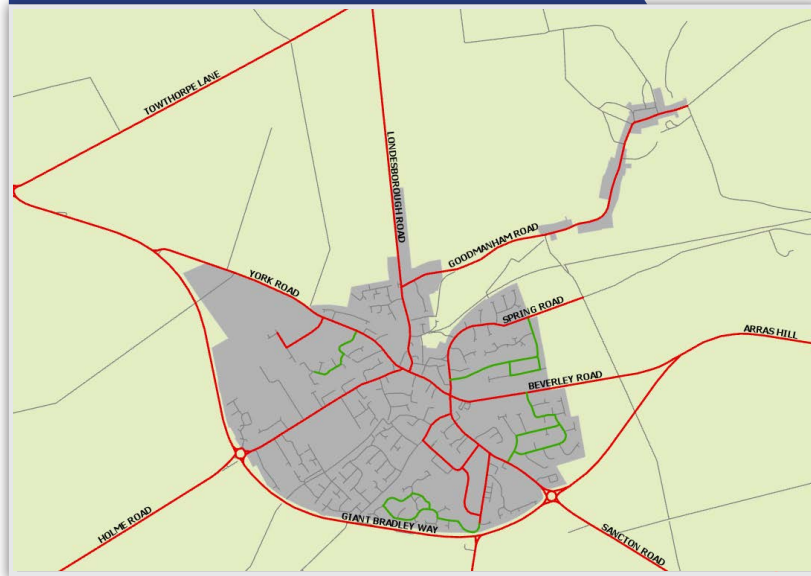 TOWTHORPE LANE
LONDESBOROUGH ROAD
GOODMANHAM ROAD
YORK ROAD
SPRING ROAD
ARRAS HILL
BEVERLEY ROAD
GIANT BRADLEY WAY
HOLME ROAD
SANCTON ROAD